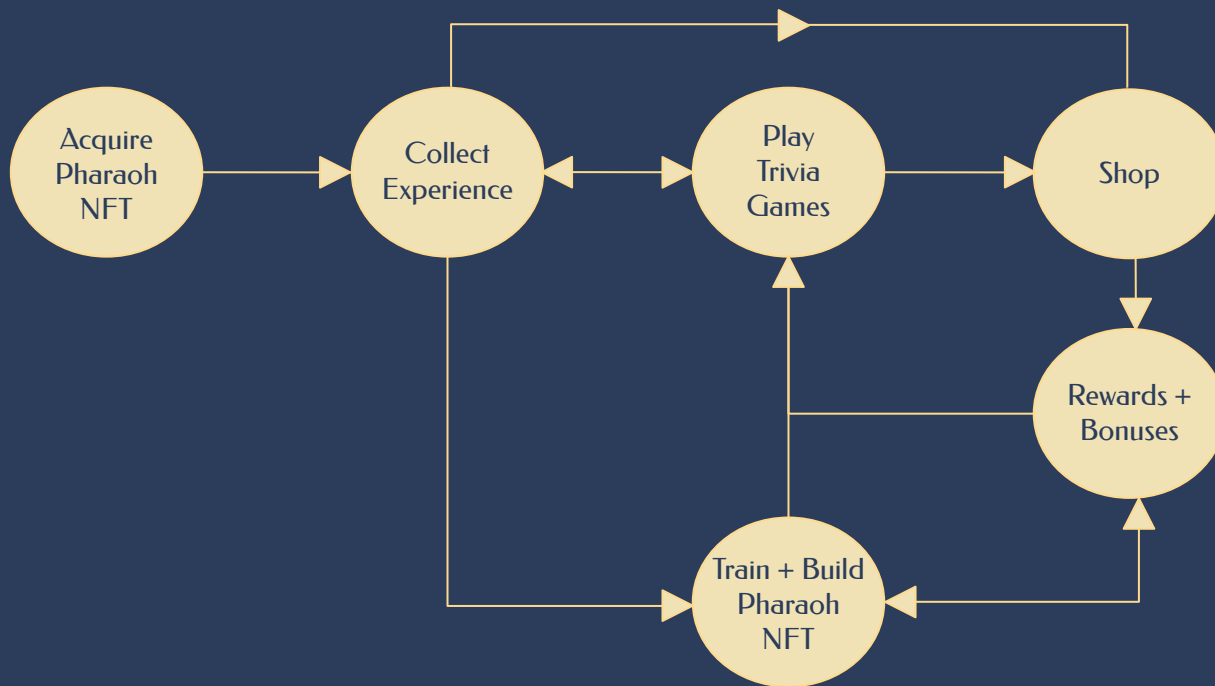 Acquire
Pharaoh
NFT
Collect
Experience
Play
Trivia
Games
Shop
Rewards +
Bonuses
Train + Build
Pharaoh
NFT